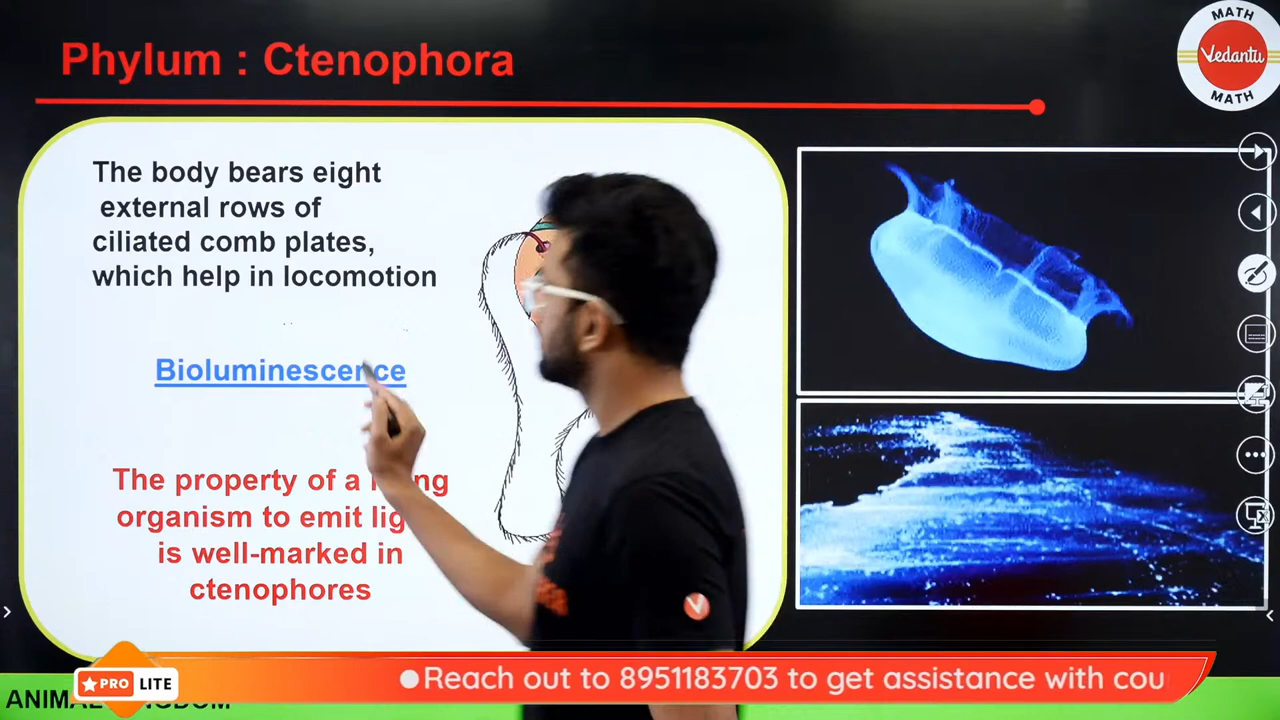 Phylum : Ctenophora
MATH
Vedantu
MATH
The body bears eight
external rows of
ciliated comb plates,
which help in locomotion
Bioluminescence
The property of a
organism to emit
is well-marked in
ctenophores
V
PRO LITE
Reach out to 8951183703 to get assistance with cou